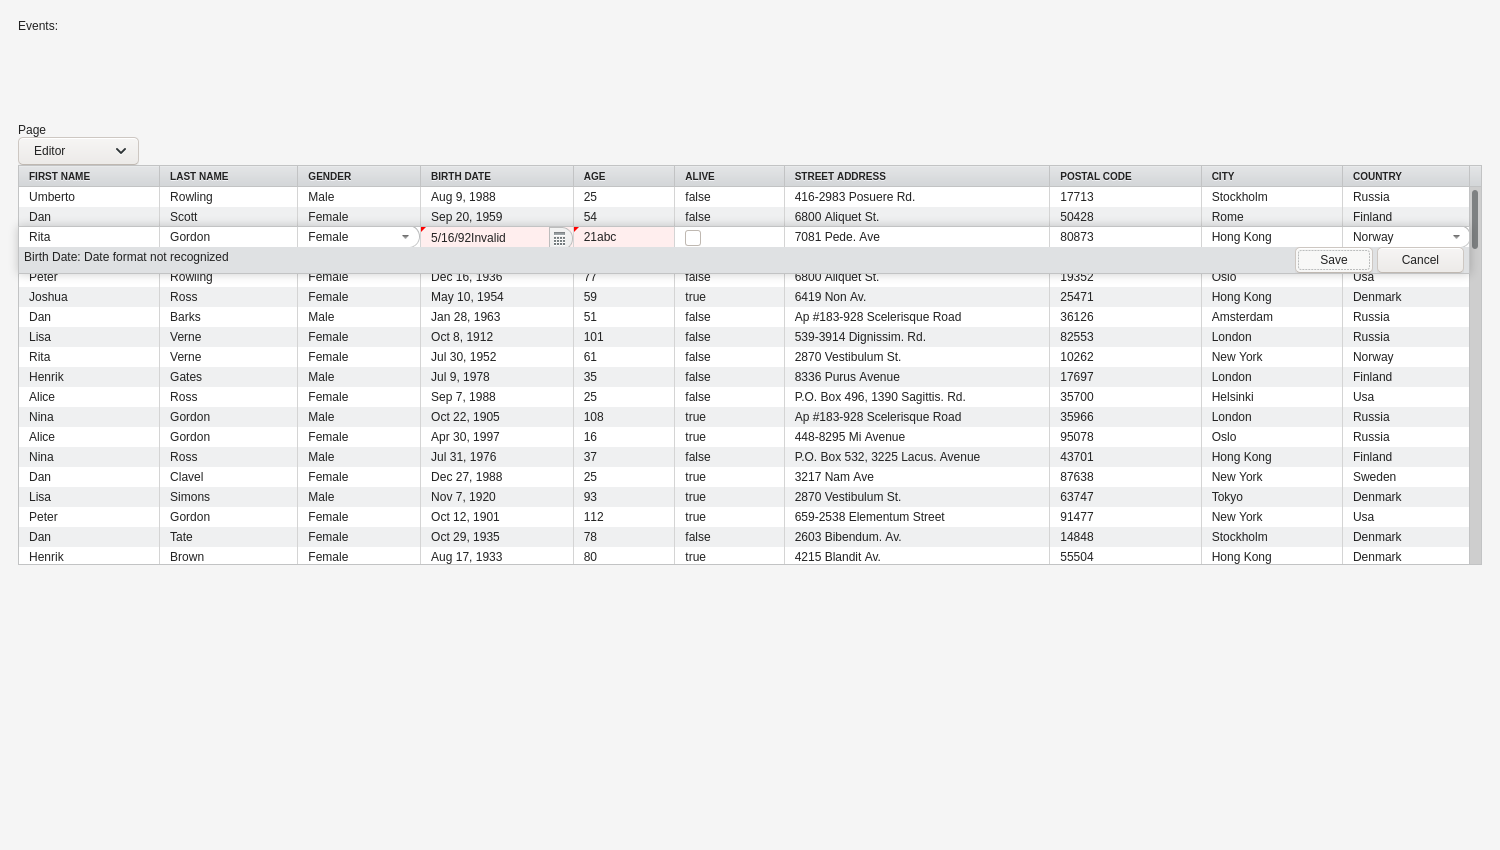 Events:
Page
Editor
FIRST NAME LAST NAME GENDER BIRTH DATE AGE ALIVE STREET ADDRESS POSTAL CODE CITY COUNTRY
Umberto Rowling Male Aug 9, 1988 25 false 416-2983 Posuere Rd. 17713 Stockholm Russia
Dan Scott Female Sep 20, 1959 54 false 6800 Aliquet St. 50428 Rome Finland
Rita Gordon Female 5/16/92Invalid 21abc 7081 Pede. Ave 80873 Hong Kong Norway
Birth Date: Date format not recognized Save Cancel
Peter Rowling Female Dec 16, 1936 77 false 6800 Aliquet St. 19352 Oslo Usa
Joshua Ross Female May 10, 1954 59 true 6419 Non Av. 25471 Hong Kong Denmark
Dan Barks Male Jan 28, 1963 51 false Ap #183-928 Scelerisque Road 36126 Amsterdam Russia
Lisa Verne Female Oct 8, 1912 101 false 539-3914 Dignissim. Rd. 82553 London Russia
Rita Verne Female Jul 30, 1952 61 false 2870 Vestibulum St. 10262 New York Norway
Henrik Gates Male Jul 9, 1978 35 false 8336 Purus Avenue 17697 London Finland
Alice Ross Female Sep 7, 1988 25 false P.O. Box 496, 1390 Sagittis. Rd. 35700 Helsinki Usa
Nina Gordon Male Oct 22, 1905 108 true Ap #183-928 Scelerisque Road 35966 London Russia
Alice Gordon Female Apr 30, 1997 16 true 448-8295 Mi Avenue 95078 Oslo Russia
Nina Ross Male Jul 31, 1976 37 false P.O. Box 532, 3225 Lacus. Avenue 43701 Hong Kong Finland
Dan Clavel Female Dec 27, 1988 25 true 3217 Nam Ave 87638 New York Sweden
Lisa Simons Male Nov 7, 1920 93 true 2870 Vestibulum St. 63747 Tokyo Denmark
Peter Gordon Female Oct 12, 1901 112 true 659-2538 Elementum Street 91477 New York Usa
Dan Tate Female Oct 29, 1935 78 false 2603 Bibendum. Av. 14848 Stockholm Denmark
Henrik Brown Female Aug 17, 1933 80 true 4215 Blandit Av. 55504 Hong Kong Denmark